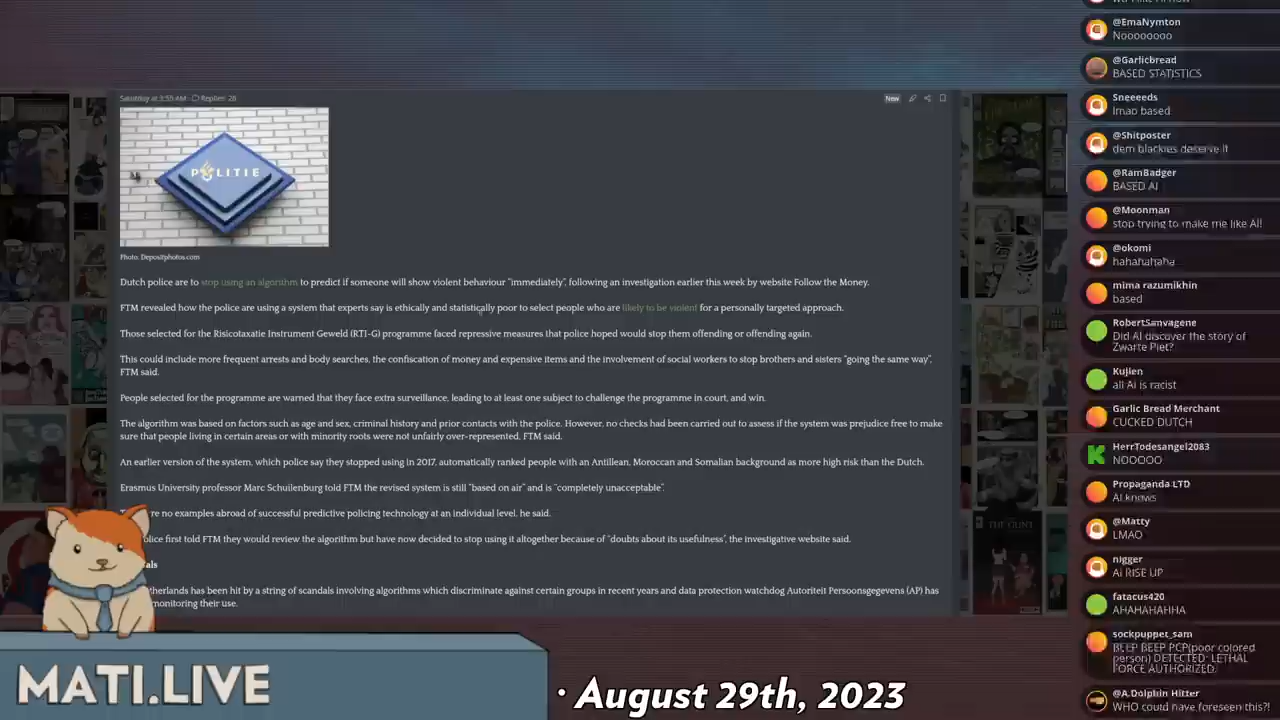 Saturday at 3:55 AM · Replies: 28
New
POLITIE
Photo: Depositphotos.com
Dutch police are to stop using an algorithm to predict if someone will show violent behaviour "immediately", following an investigation earlier this week by website Follow the Money.
FTM revealed how the police are using a system that experts say is ethically and statistically poor to select people who are likely to be violent for a personally targeted approach.
Those selected for the Risicotaxatie Instrument Geweld (RTI-G) programme faced repressive measures that police hoped would stop them offending or offending again.
This could include more frequent arrests and body searches, the confiscation of money and expensive items and the involvement of social workers to stop brothers and sisters "going the same way",
FTM said.
People selected for the programme are warned that they face extra surveillance, leading to at least one subject to challenge the programme in court, and win.
The algorithm was based on factors such as age and sex, criminal history and prior contacts with the police. However, no checks had been carried out to assess if the system was prejudice free to make
sure that people living in certain areas or with minority roots were not unfairly over-represented, FTM said.
An earlier version of the system, which police say they stopped using in 2017, automatically ranked people with an Antillean, Moroccan and Somalian background as more high risk than the Dutch.
Erasmus University professor Marc Schuilenburg told FTM the revised system is still "based on air" and is "completely unacceptable".
re no examples abroad of successful predictive policing technology at an individual level, he said.
olice first told FTM they would review the algorithm but have now decided to stop using it altogether because of "doubts about its usefulness", the investigative website said.
als
therlands has been hit by a string of scandals involving algorithms which discriminate against certain groups in recent years and data protection watchdog Autoriteit Persoonsgegevens (AP) has
monitoring their use.
MATI.LIVE
· August 29th, 2023
@EmaNymton
Noooooooo
@Garlicbread
BASED STATISTICS
Sneeeeds
lmao based
@Shitposter
dem blackies deserve it
@RamBadger
BASED AI
@Moonman
stop trying to make me like AI!
@okomi
hahahahaha
mima razumikhin
based
RobertSmvagene
Did AI discover the story of
Zwarte Piet?
Kujien
all AI is racist
Garlic Bread Merchant
CUCKED DUTCH
HerrTodesangel2083
NOOOOO
Propaganda LTD
AI knows
@Matty
LMAO
nigger
Ai RISE UP
fatacus420
AHAHAHAHHA
sockpuppet_sam
BEEP BEEP PCP(poor colored
person) DETECTED: LETHAL
FORCE AUTHORIZED.
@A.Dolphin Hitter
WHO could have foreseen this?!